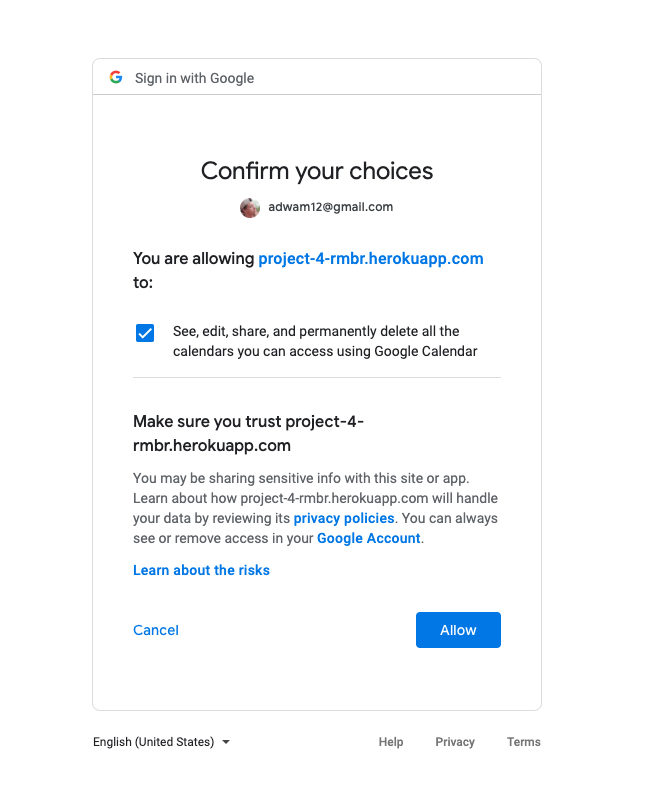 Sign in with Google
Confirm your choices
adwam12@gmail.com
You are allowing project-4-rmbr.herokuapp.com
to:
See, edit, share, and permanently delete all the
calendars you can access using Google Calendar
Make sure you trust project-4-
rmbr.herokuapp.com
You may be sharing sensitive info with this site or app.
Learn about how project-4-rmbr.herokuapp.com will handle
your data by reviewing its privacy policies. You can always
see or remove access in your Google Account.
Learn about the risks
Cancel Allow
English (United States) Help Privacy Terms